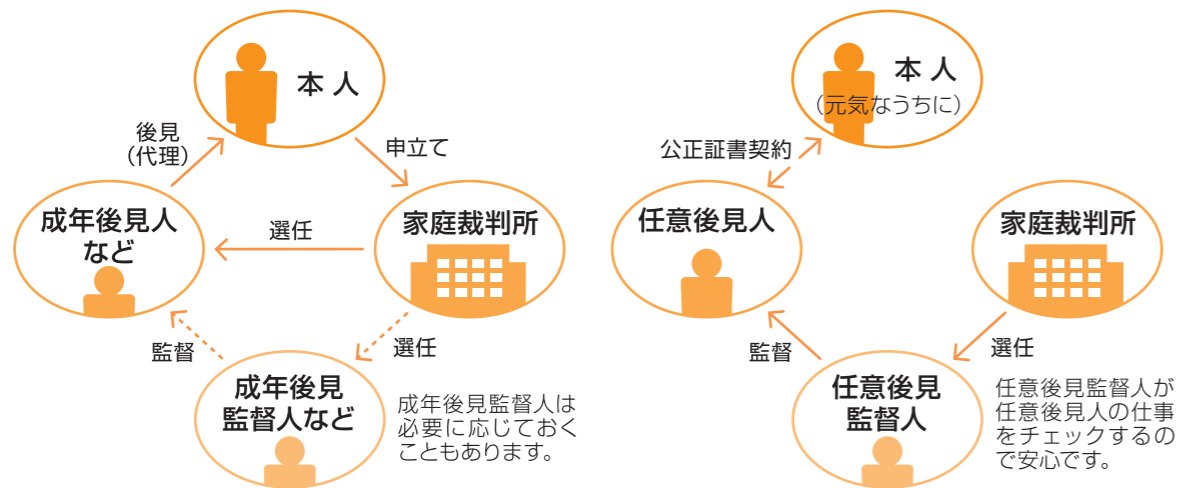 本 人
後見
（代理）
申立て
成年後見人
など
選任
家庭裁判所
監督
選任
成年後見
監督人など
成年後見監督人は
必要に応じておく
こともあります。
本 人
（元気なうちに）
公正証書契約
任意後見人
家庭裁判所
監督
選任
任意後見
監督人
任意後見監督人が
任意後見人の仕事
をチェックするの
で安心です。